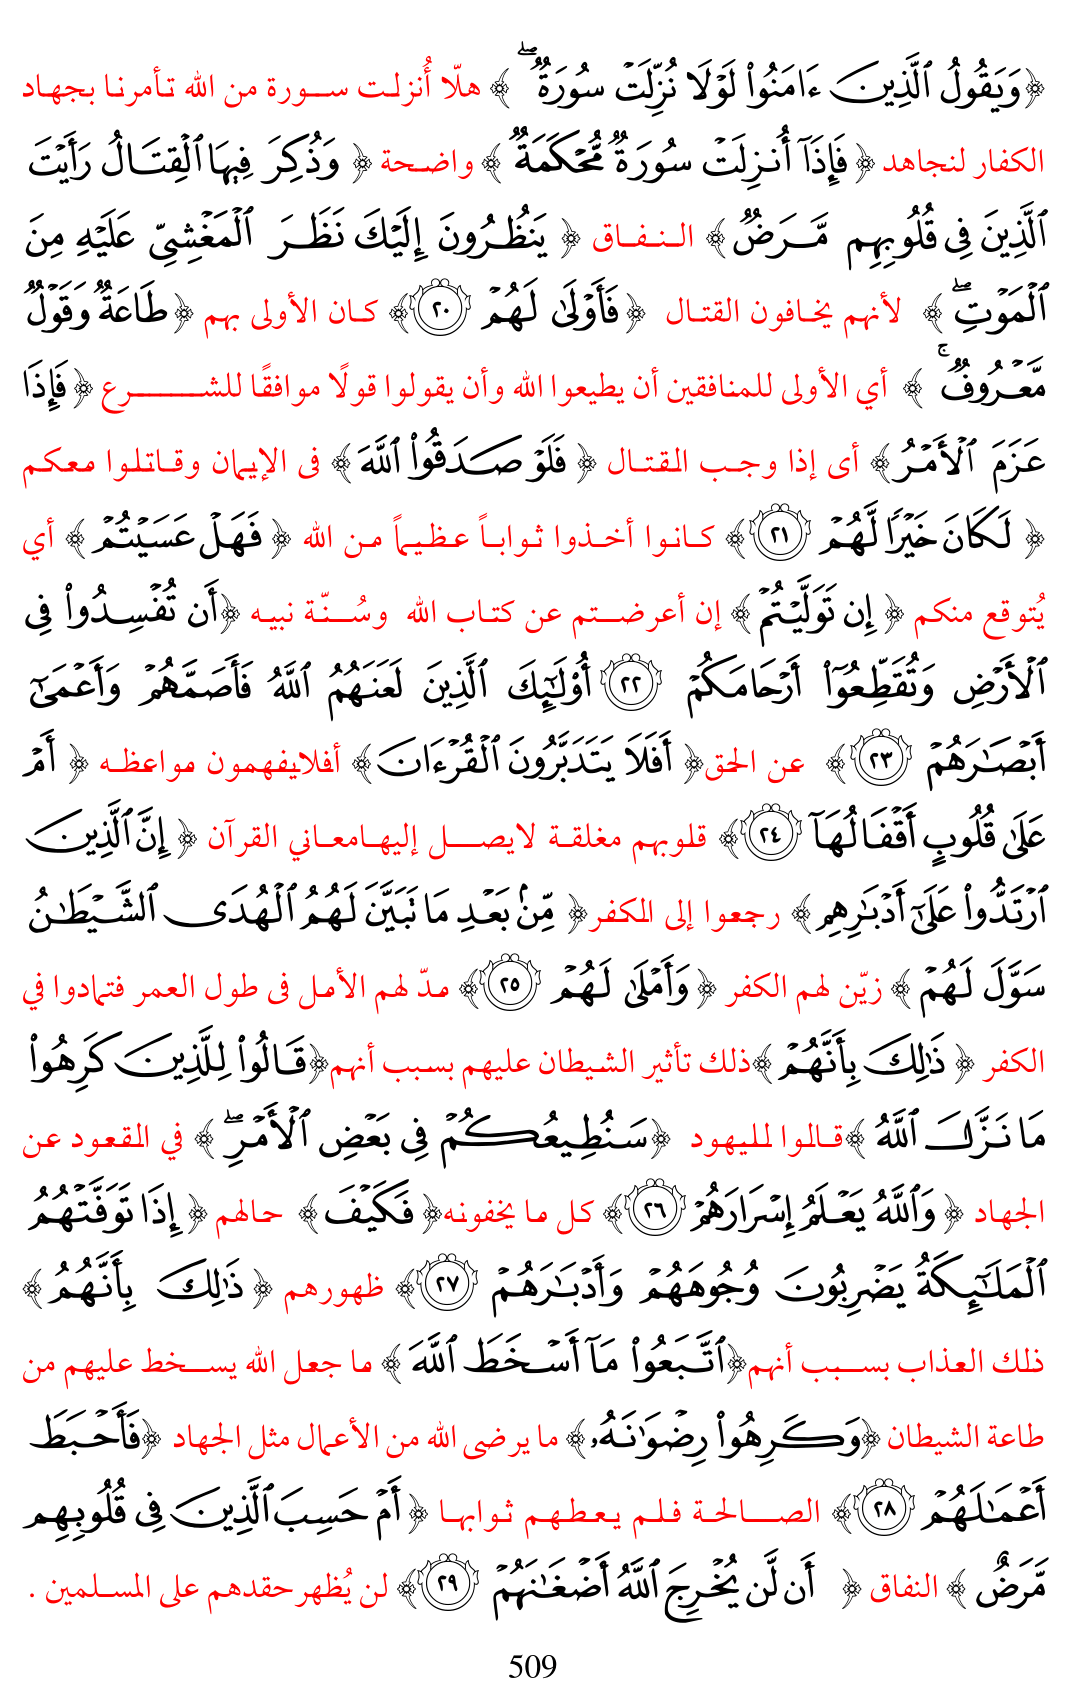 ﴿ وَيَقُولُ ٱلَّذِينَ ءَامَنُوا۟ لَوْلَا نُزِّلَتْ سُورَةٌ ۖ ﴾ هلّا أُنزلت سورة من الله تأمرنا بجهاد
الكفار لنجاهد ﴿ فَإِذَآ أُنزِلَتْ سُورَةٌ مُّحْكَمَةٌ ﴾ واضحة ﴿ وَذُكِرَ فِيهَا ٱلْقِتَالُ رَأَيْتَ
ٱلَّذِينَ فِى قُلُوبِهِم مَّرَضٌ ﴾ النفاق ﴿ يَنظُرُونَ إِلَيْكَ نَظَرَ ٱلْمَغْشِىِّ عَلَيْهِ مِنَ
ٱلْمَوْتِ ۖ ﴾ لأنهم يخافون القتال ﴿ فَأَوْلَىٰ لَهُمْ ٢٠ ﴾ كان الأولى بهم ﴿ طَاعَةٌ وَقَوْلٌ
مَّعْرُوفٌ ۚ ﴾ أي الأولى للمنافقين أن يطيعوا الله وأن يقولوا قولًا موافقًا للشرع ﴿ فَإِذَا
عَزَمَ ٱلْأَمْرُ ﴾ أى إذا وجب القتال ﴿ فَلَوْ صَدَقُوا۟ ٱللَّهَ ﴾ فى الإيمان وقاتلوا معكم
﴿ لَكَانَ خَيْرًا لَّهُمْ ٢١ ﴾ كانوا أخذوا ثواباً عظيماً من الله ﴿ فَهَلْ عَسَيْتُمْ ﴾ أي
يُتوقع منكم ﴿ إِن تَوَلَّيْتُمْ ﴾ إن أعرضتم عن كتاب الله وسُنّة نبيه ﴿ أَن تُفْسِدُوا۟ فِى
ٱلْأَرْضِ وَتُقَطِّعُوٓا۟ أَرْحَامَكُمْ ٢٢ أُو۟لَـٰٓئِكَ ٱلَّذِينَ لَعَنَهُمُ ٱللَّهُ فَأَصَمَّهُمْ وَأَعْمَىٰٓ
أَبْصَـٰرَهُمْ ٢٣ ﴾ عن الحق ﴿ أَفَلَا يَتَدَبَّرُونَ ٱلْقُرْءَانَ ﴾ أفلايفهمون مواعظه ﴿ أَمْ
عَلَىٰ قُلُوبٍ أَقْفَالُهَآ ٢٤ ﴾ قلوبهم مغلقة لايصل إليهامعاني القرآن ﴿ إِنَّ ٱلَّذِينَ
ٱرْتَدُّوا۟ عَلَىٰٓ أَدْبَـٰرِهِم ﴾ رجعوا إلى الكفر ﴿ مِّنۢ بَعْدِ مَا تَبَيَّنَ لَهُمُ ٱلْهُدَى ٱلشَّيْطَـٰنُ
سَوَّلَ لَهُمْ ﴾ زيّن لهم الكفر ﴿ وَأَمْلَىٰ لَهُمْ ٢٥ ﴾ مدّ لهم الأمل فى طول العمر فتمادوا في
الكفر ﴿ ذَٰلِكَ بِأَنَّهُمْ ﴾ ذلك تأثير الشيطان عليهم بسبب أنهم ﴿ قَالُوا۟ لِلَّذِينَ كَرِهُوا۟
مَا نَزَّلَ ٱللَّهُ ﴾ قالوا لليهود ﴿ سَنُطِيعُكُمْ فِى بَعْضِ ٱلْأَمْرِ ۖ ﴾ في القعود عن
الجهاد ﴿ وَٱللَّهُ يَعْلَمُ إِسْرَارَهُمْ ٢٦ ﴾ كل ما يخفونه ﴿ فَكَيْفَ ﴾ حالهم ﴿ إِذَا تَوَفَّتْهُمُ
ٱلْمَلَـٰٓئِكَةُ يَضْرِبُونَ وُجُوهَهُمْ وَأَدْبَـٰرَهُمْ ٢٧ ﴾ ظهورهم ﴿ ذَٰلِكَ بِأَنَّهُمُ ﴾
ذلك العذاب بسبب أنهم ﴿ ٱتَّبَعُوا۟ مَآ أَسْخَطَ ٱللَّهَ ﴾ ما جعل الله يسخط عليهم من
طاعة الشيطان ﴿ وَكَرِهُوا۟ رِضْوَٰنَهُۥ ﴾ ما يرضى الله من الأعمال مثل الجهاد ﴿ فَأَحْبَطَ
أَعْمَـٰلَهُمْ ٢٨ ﴾ الصالحة فلم يعطهم ثوابها ﴿ أَمْ حَسِبَ ٱلَّذِينَ فِى قُلُوبِهِم
مَّرَضٌ ﴾ النفاق ﴿ أَن لَّن يُخْرِجَ ٱللَّهُ أَضْغَـٰنَهُمْ ٢٩ ﴾ لن يُظهرحقدهم على المسلمين .
509